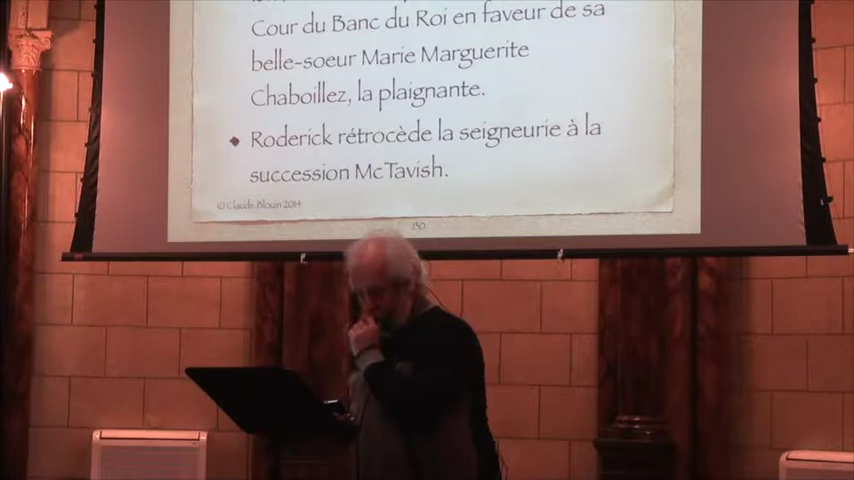 Cour du Banc du Roi, en faveur de sa
belle-soeur Marie Marguerite
Chaboillez, la plaignante.
Roderick rétrocède la seigneurie à la
succession McTavish.
© Claude Blouin 2014
130